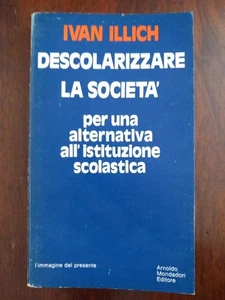 IVAN ILLICH
DESCOLARIZZARE
LA SOCIETA'
per una
alternativa
all'istituzione
scolastica
l'immagine del presente
Arnoldo
Mondadori
Editore